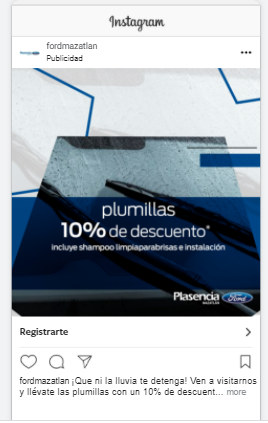 Instagram
fordmazatlan
Publicidad
plumillas
10% de descuento*
incluye shampoo limpiaparabrisas e instalación
Plasencia Ford
MAZATLÁN
Registrarte
fordmazatlan ¡Que ni la lluvia te detenga! Ven a visitarnos
y llévate las plumillas con un 10% de descuent... more